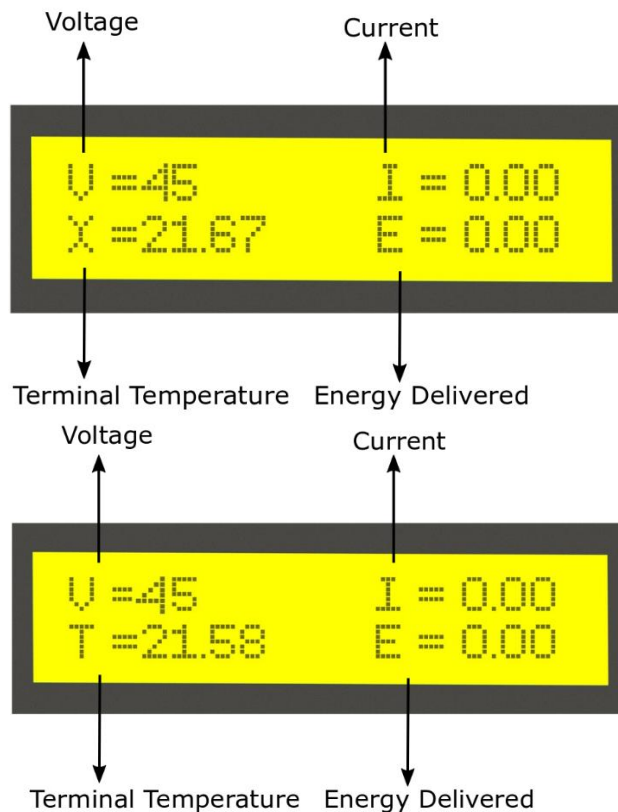 Voltage Current
V =45 I = 0.00
X =21.67 E = 0.00
Terminal Temperature Energy Delivered
Voltage Current
V =45 I = 0.00
T =21.58 E = 0.00
Terminal Temperature Energy Delivered